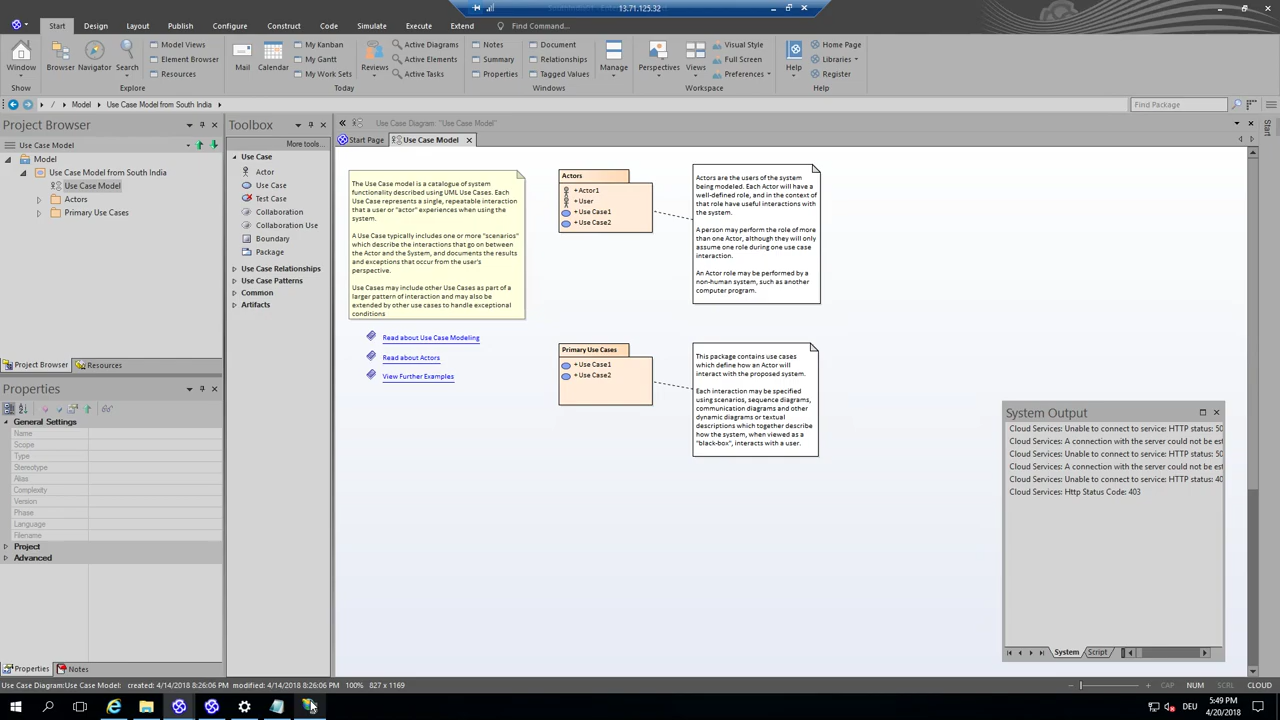 13.71.125.32
Start
Design
Layout
Publish
Configure
Construct
Code
Simulate
Execute
Extend
Find Command...
Window
Browser
Navigator
Search
Model Views
Element Browser
Resources
Mail
Calendar
My Kanban
My Gantt
My Work Sets
Reviews
Active Diagrams
Active Elements
Active Tasks
Notes
Summary
Properties
Document
Relationships
Tagged Values
Manage
Perspectives
Views
Visual Style
Full Screen
Preferences
Help
Home Page
Libraries
Register
Show
Explore
Today
Windows
Workspace
Help
/ Model Use Case Model from South India
Find Package
Project Browser
Use Case Model
Model
Use Case Model from South India
Use Case Model
Actors
Primary Use Cases
Project Browser
Resources
Properties
General Settings
Name
Scope
Type
Stereotype
Alias
Complexity
Version
Phase
Language
Filename
Project
Advanced
Properties
Notes
Toolbox
More tools...
Use Case
Actor
Use Case
Test Case
Collaboration
Collaboration Use
Boundary
Package
Use Case Relationships
Use Case Patterns
Common
Artifacts
Use Case Diagram: "Use Case Model"
Start Page
Use Case Model
Start
The Use Case model is a catalogue of system
functionality described using UML Use Cases. Each
Use Case represents a single, repeatable interaction
that a user or "actor" experiences when using the
system.
A Use Case typically includes one or more "scenarios"
which describe the interactions that go on between
the Actor and the System, and documents the results
and exceptions that occur from the user's
perspective.
Use Cases may include other Use Cases as part of a
larger pattern of interaction and may also be
extended by other use cases to handle exceptional
conditions
Read about Use Case Modeling
Read about Actors
View Further Examples
Actors
+ Actor1
+ User
+ Use Case1
+ Use Case2
Actors are the users of the system
being modeled. Each Actor will have a
well-defined role, and in the context of
that role have useful interactions with
the system.
A person may perform the role of more
than one Actor, although they will only
assume one role during one use case
interaction.
An Actor role may be performed by a
non-human system, such as another
computer program.
Primary Use Cases
+ Use Case1
+ Use Case2
This package contains use cases
which define how an Actor will
interact with the proposed system.
Each interaction may be specified
using scenarios, sequence diagrams,
communication diagrams and other
dynamic diagrams or textual
descriptions which together describe
how the system, when viewed as a
"black-box", interacts with a user.
System Output
Cloud Services: Unable to connect to service: HTTP status: 50
Cloud Services: A connection with the server could not be est
Cloud Services: Unable to connect to service: HTTP status: 50
Cloud Services: A connection with the server could not be est
Cloud Services: Unable to connect to service: HTTP status: 40
Cloud Services: Http Status Code: 403
System
Script
Use Case Diagram:Use Case Model: created: 4/14/2018 8:26:06 PM modified: 4/14/2018 8:26:06 PM 100% 827 x 1169
CAP
NUM
SCRL
CLOUD
DEU
5:49 PM
4/20/2018